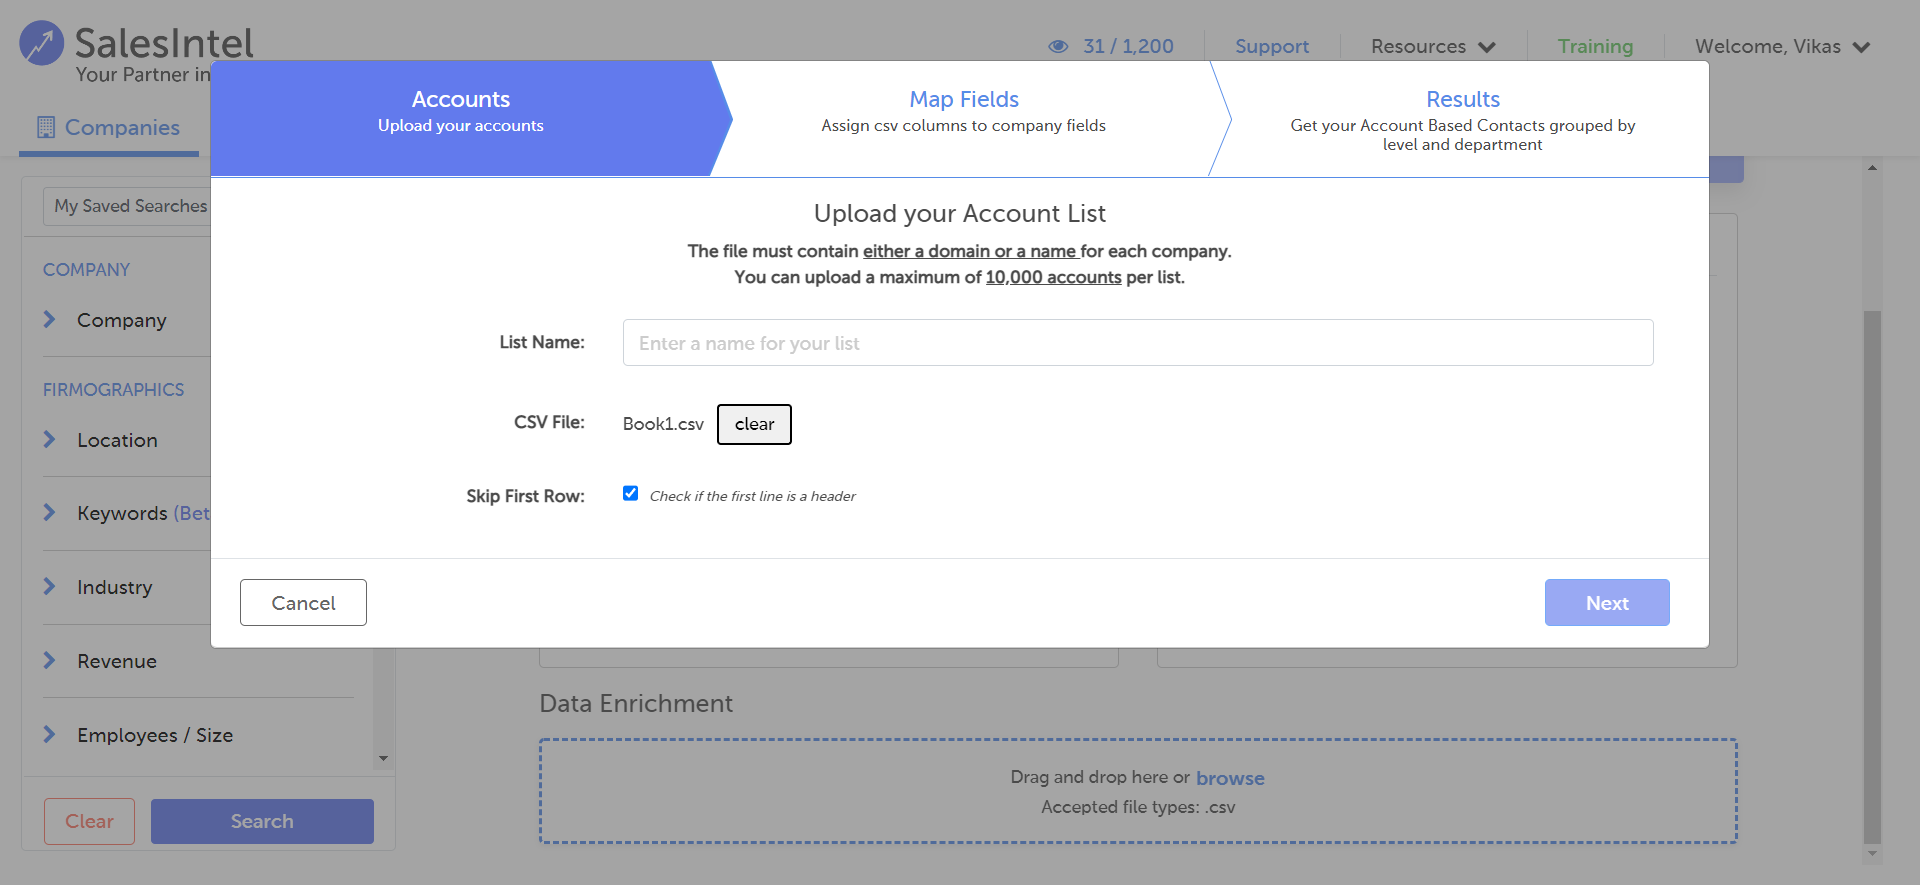 SalesIntel
Your Partner in
31 / 1,200
Support
Resources
Training
Welcome, Vikas
Companies
Accounts
Upload your accounts
Map Fields
Assign csv columns to company fields
Results
Get your Account Based Contacts grouped by
level and department
My Saved Searches
COMPANY
Company
FIRMOGRAPHICS
Location
Keywords (Bet
Industry
Revenue
Employees / Size
Clear
Search
Upload your Account List
The file must contain either a domain or a name for each company.
You can upload a maximum of 10,000 accounts per list.
List Name:
Enter a name for your list
CSV File:
Book1.csv
clear
Skip First Row:
Check if the first line is a header
Cancel
Next
Data Enrichment
Drag and drop here or browse
Accepted file types: .csv